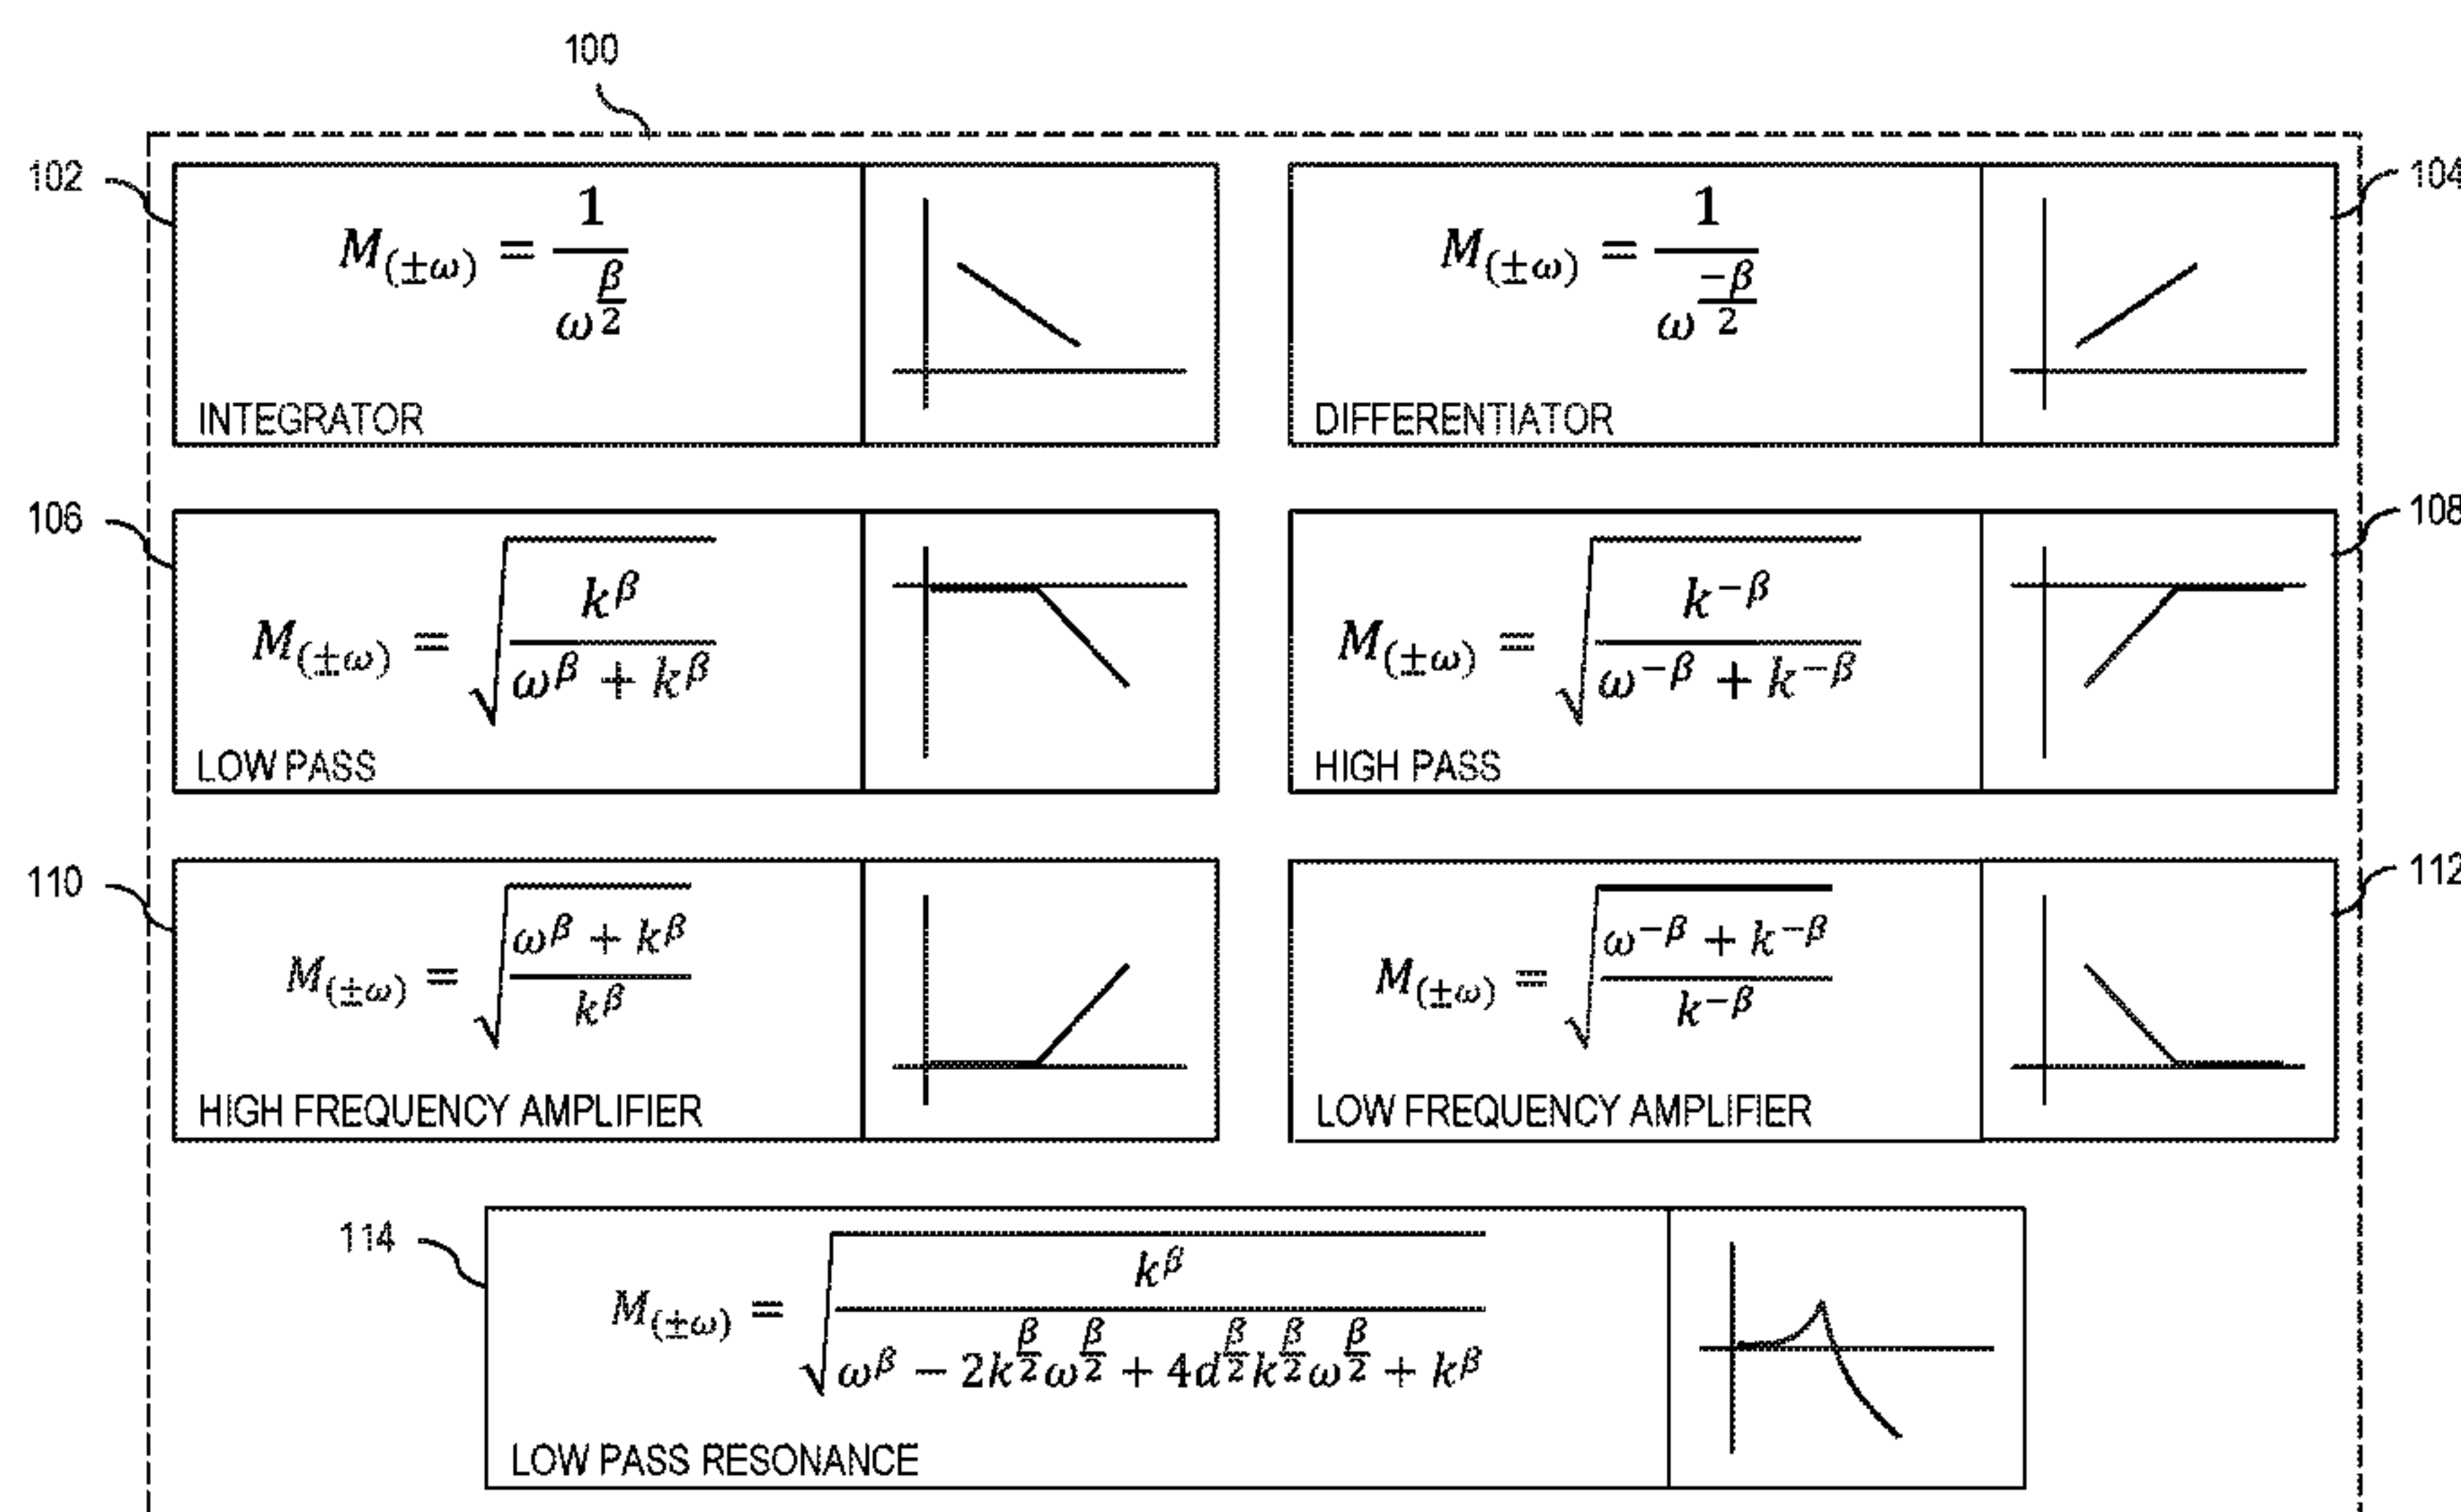 100
102
104
M(±ω) = 1/ω^(β/2)
M(±ω) = 1/ω^(-β/2)
INTEGRATOR
DIFFERENTIATOR
106
108
M(±ω) = √(k^β/(ω^β + k^β))
M(±ω) = √(k^-β/(ω^-β + k^-β))
LOW PASS
HIGH PASS
110
112
M(±ω) = √((ω^β + k^β)/k^β)
M(±ω) = √((ω^-β + k^-β)/k^-β)
HIGH FREQUENCY AMPLIFIER
LOW FREQUENCY AMPLIFIER
114
M(±ω) = √(k^β/(ω^β − 2k^(β/2)ω^(β/2) + 4d^(β/2)k^(β/2)ω^(β/2) + k^β))
LOW PASS RESONANCE